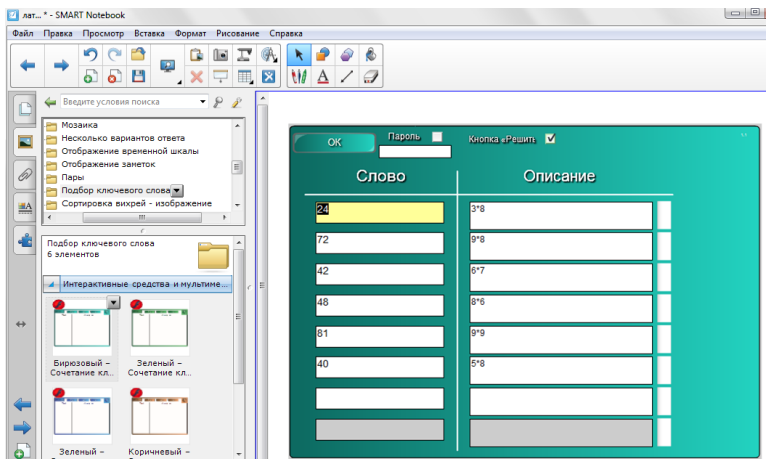 лат...* - SMART Notebook
Файл Правка Просмотр Вставка Формат Рисование Справка
Введите условия поиска
Мозаика
Несколько вариантов ответа
Отображение временной шкалы
Отображение заметок
Пары
Подбор ключевого слова
Сортировка вихрей - изображение
Подбор ключевого слова
6 элементов
Интерактивные средства и мультиме...
Бирюзовый –
Сочетание кл...
Зеленый –
Сочетание кл...
Зеленый –
Коричневый –
OK
Пароль
Кнопка «Решить
Слово Описание
24 3*8
72 9*8
42 6*7
48 8*6
81 9*9
40 5*8